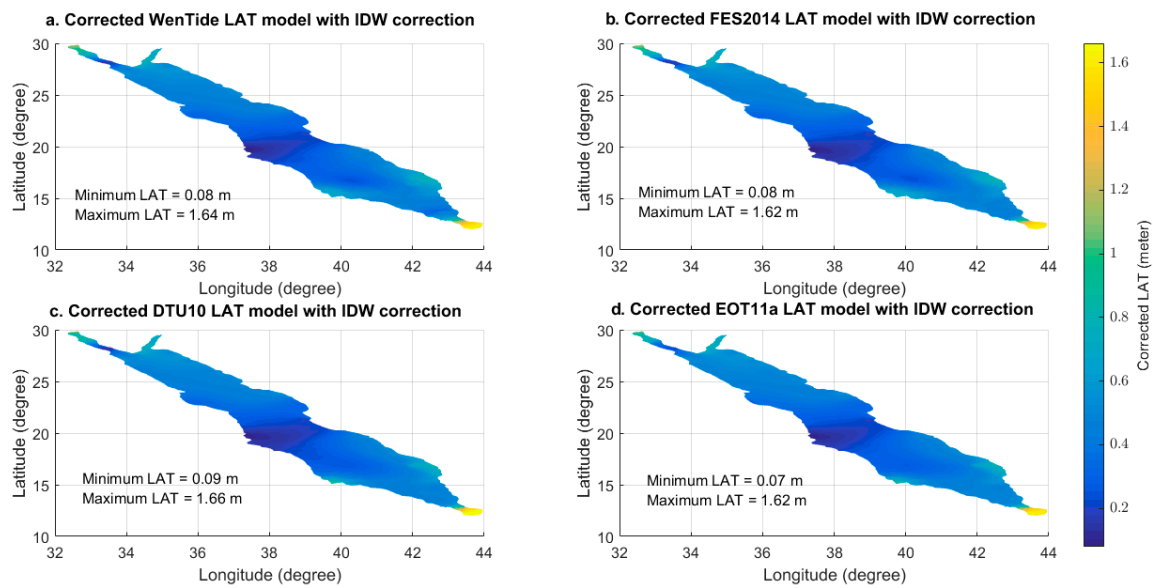 a. Corrected WenTide LAT model with IDW correction
30
25
20
15
10
Latitude (degree)
Minimum LAT = 0.08 m
Maximum LAT = 1.64 m
32 34 36 38 40 42 44
Longitude (degree)
b. Corrected FES2014 LAT model with IDW correction
30
25
20
15
10
Latitude (degree)
Minimum LAT = 0.08 m
Maximum LAT = 1.62 m
32 34 36 38 40 42 44
Longitude (degree)
c. Corrected DTU10 LAT model with IDW correction
30
25
20
15
10
Latitude (degree)
Minimum LAT = 0.09 m
Maximum LAT = 1.66 m
32 34 36 38 40 42 44
Longitude (degree)
d. Corrected EOT11a LAT model with IDW correction
30
25
20
15
10
Latitude (degree)
Minimum LAT = 0.07 m
Maximum LAT = 1.62 m
32 34 36 38 40 42 44
Longitude (degree)
1.6
1.4
1.2
1
0.8
0.6
0.4
0.2
Corrected LAT (meter)